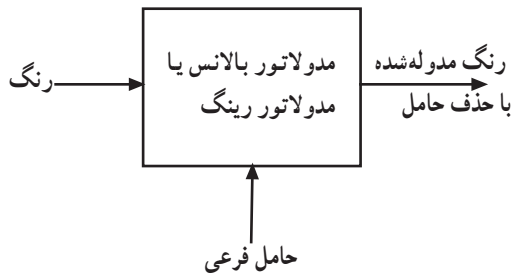 مدولاتور بالانس یا
مدولاتور رینگ
رنگ
رنگ مدوله‌شده
با حذف حامل
حامل فرعی